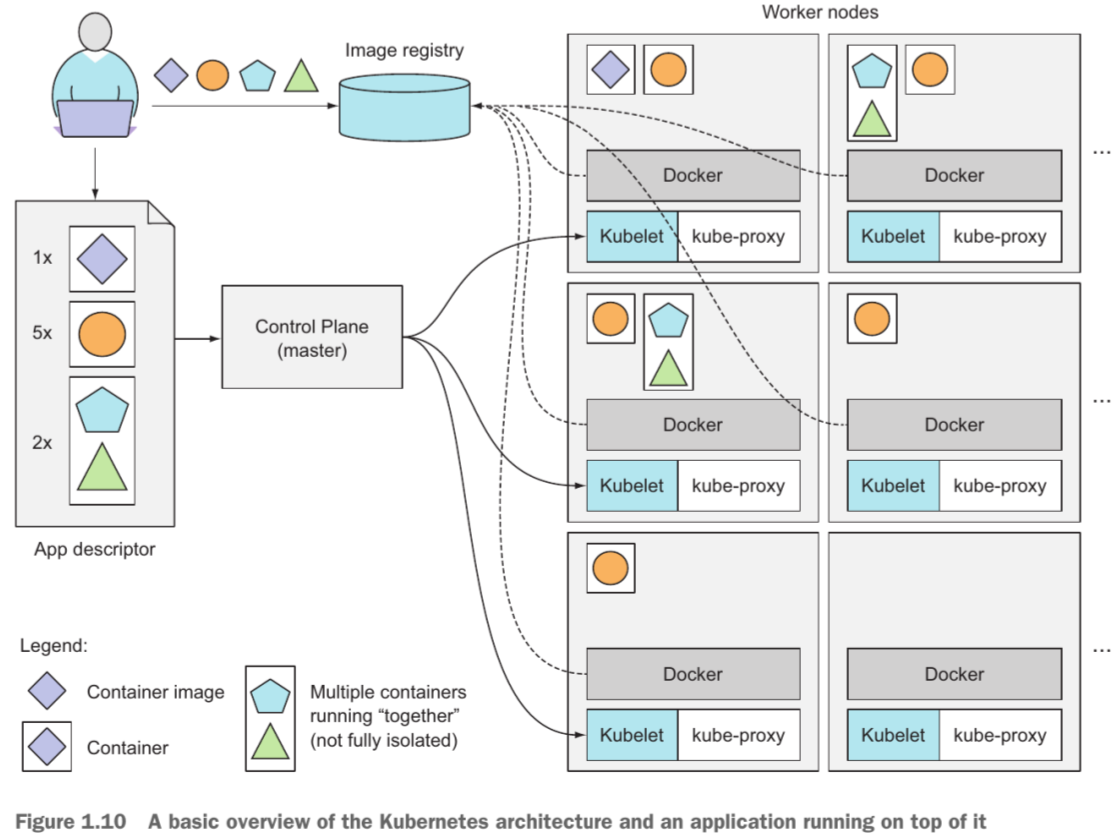 Worker nodes
Image registry
Docker
Kubelet kube-proxy
Docker
Kubelet kube-proxy
...
1x
5x
2x
App descriptor
Control Plane
(master)
Docker
Kubelet kube-proxy
Docker
Kubelet kube-proxy
...
Docker
Kubelet kube-proxy
Docker
Kubelet kube-proxy
...
Legend:
Container image
Container
Multiple containers
running “together”
(not fully isolated)
Figure 1.10 A basic overview of the Kubernetes architecture and an application running on top of it